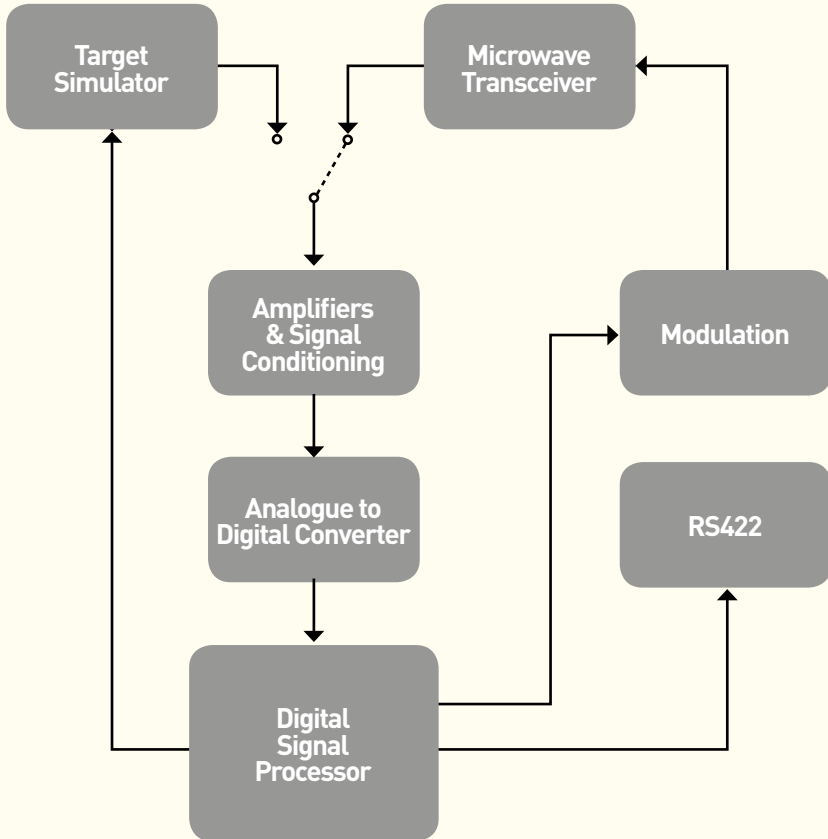 Target
Simulator
Microwave
Transceiver
Amplifiers
& Signal
Conditioning
Modulation
Analogue to
Digital Converter
RS422
Digital
Signal
Processor